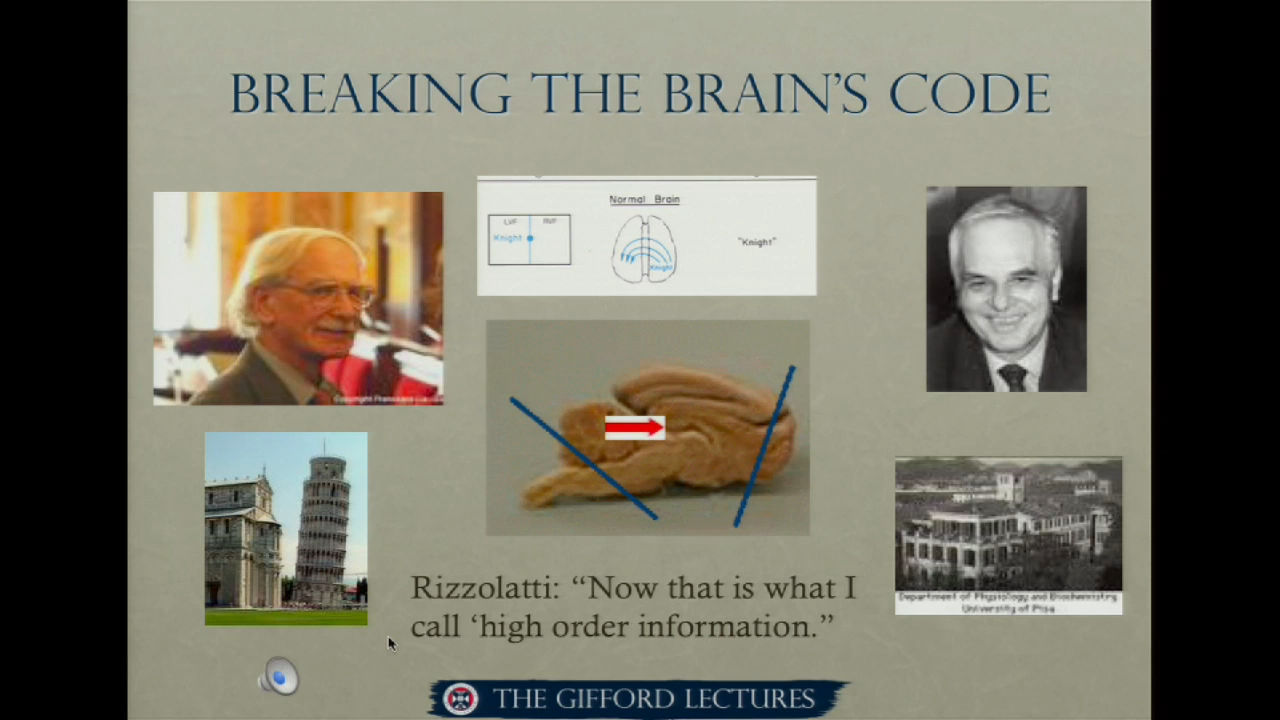 BREAKING THE BRAIN'S CODE
Normal Brain
LVF RVF
Knight
Knight
"Knight"
Department of Physiology and Biochemistry
University of Pisa
Rizzolatti: “Now that is what I
call ‘high order information.”
THE GIFFORD LECTURES